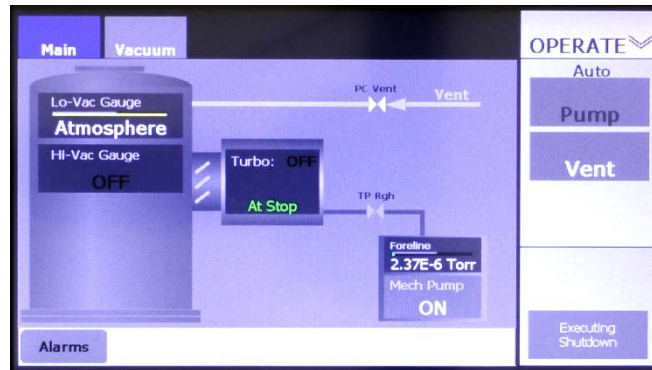 Main
Vacuum
OPERATE
Auto
Pump
Vent
Lo-Vac Gauge
Atmosphere
Hi-Vac Gauge
OFF
PC Vent
Vent
Turbo: OFF
At Stop
TP Rgh
Foreline
2.37E-6 Torr
Mech Pump
ON
Executing
Shutdown
Alarms